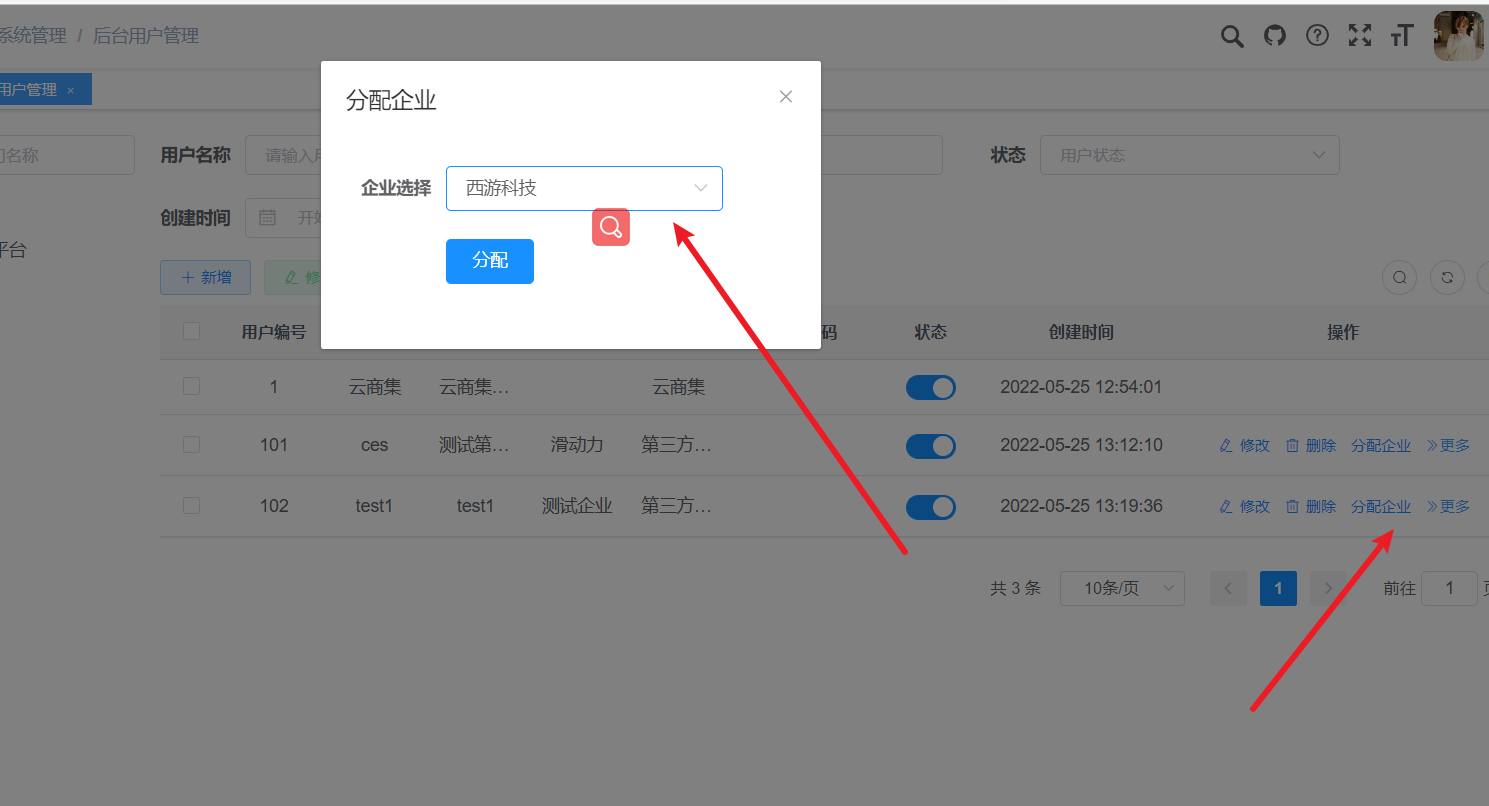 系统管理 / 后台用户管理
用户管理 ×
分配企业
名称
用户名称 请输入
状态 用户状态
企业选择 西游科技
创建时间 开始
平台
分配
+ 新增 修
用户编号 码 状态 创建时间 操作
1 云商集 云商集… 云商集 2022-05-25 12:54:01
101 ces 测试第… 滑动力 第三方… 2022-05-25 13:12:10 修改 删除 分配企业 更多
102 test1 test1 测试企业 第三方… 2022-05-25 13:19:36 修改 删除 分配企业 更多
共 3 条 10条/页 1 前往 1